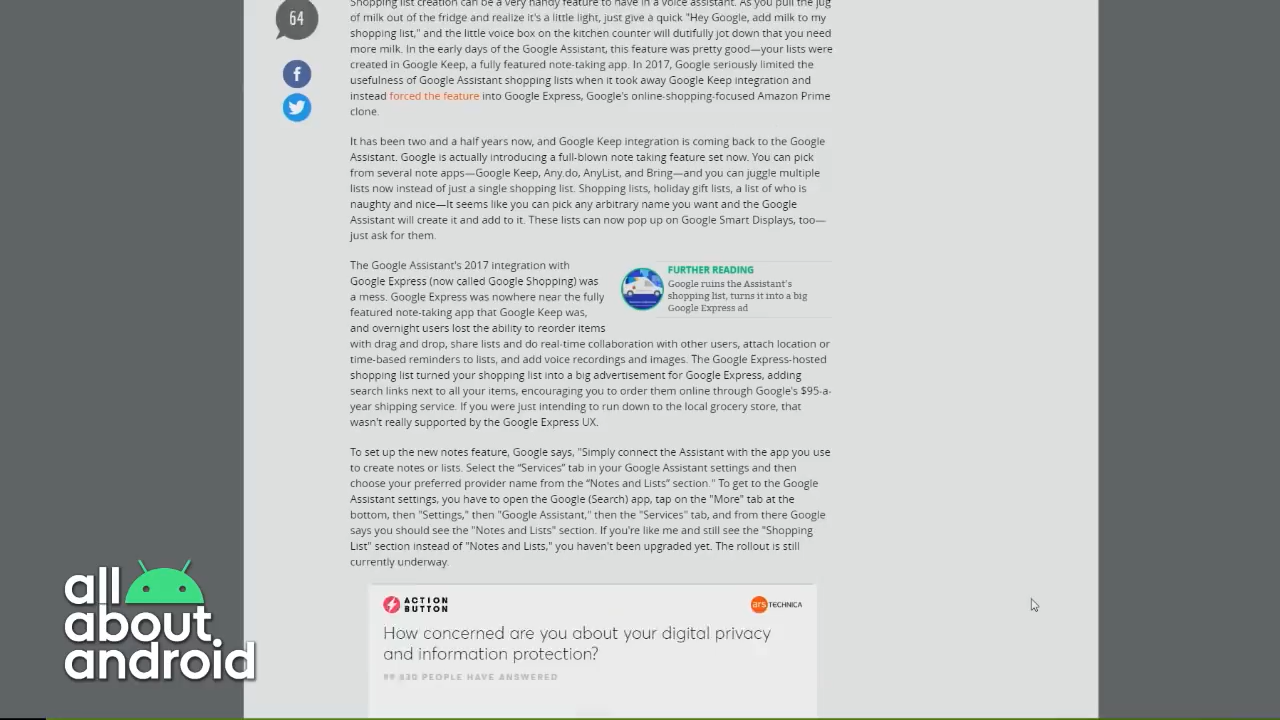 Shopping list creation can be a very handy feature to have in a voice assistant. As you pull the jug
64
of milk out of the fridge and realize it's a little light, just give a quick "Hey Google, add milk to my
shopping list," and the little voice box on the kitchen counter will dutifully jot down that you need
more milk. In the early days of the Google Assistant, this feature was pretty good—your lists were
created in Google Keep, a fully featured note-taking app. In 2017, Google seriously limited the
usefulness of Google Assistant shopping lists when it took away Google Keep integration and
instead forced the feature into Google Express, Google's online-shopping-focused Amazon Prime
clone.
It has been two and a half years now, and Google Keep integration is coming back to the Google
Assistant. Google is actually introducing a full-blown note taking feature set now. You can pick
from several note apps—Google Keep, Any.do, AnyList, and Bring—and you can juggle multiple
lists now instead of just a single shopping list. Shopping lists, holiday gift lists, a list of who is
naughty and nice—It seems like you can pick any arbitrary name you want and the Google
Assistant will create it and add to it. These lists can now pop up on Google Smart Displays, too—
just ask for them.
The Google Assistant's 2017 integration with
Google Express (now called Google Shopping) was
a mess. Google Express was nowhere near the fully
featured note-taking app that Google Keep was,
and overnight users lost the ability to reorder items
FURTHER READING
Google ruins the Assistant's
shopping list, turns it into a big
Google Express ad
with drag and drop, share lists and do real-time collaboration with other users, attach location or
time-based reminders to lists, and add voice recordings and images. The Google Express-hosted
shopping list turned your shopping list into a big advertisement for Google Express, adding
search links next to all your items, encouraging you to order them online through Google's $95-a-
year shipping service. If you were just intending to run down to the local grocery store, that
wasn't really supported by the Google Express UX.
To set up the new notes feature, Google says, "Simply connect the Assistant with the app you use
to create notes or lists. Select the “Services” tab in your Google Assistant settings and then
choose your preferred provider name from the “Notes and Lists” section." To get to the Google
Assistant settings, you have to open the Google (Search) app, tap on the "More" tab at the
bottom, then "Settings," then "Google Assistant," then the "Services" tab, and from there Google
says you should see the "Notes and Lists" section. If you're like me and still see the "Shopping
List" section instead of "Notes and Lists," you haven't been upgraded yet. The rollout is still
currently underway.
ACTION
BUTTON
ars TECHNICA
How concerned are you about your digital privacy
and information protection?
630 PEOPLE HAVE ANSWERED
all
about
android